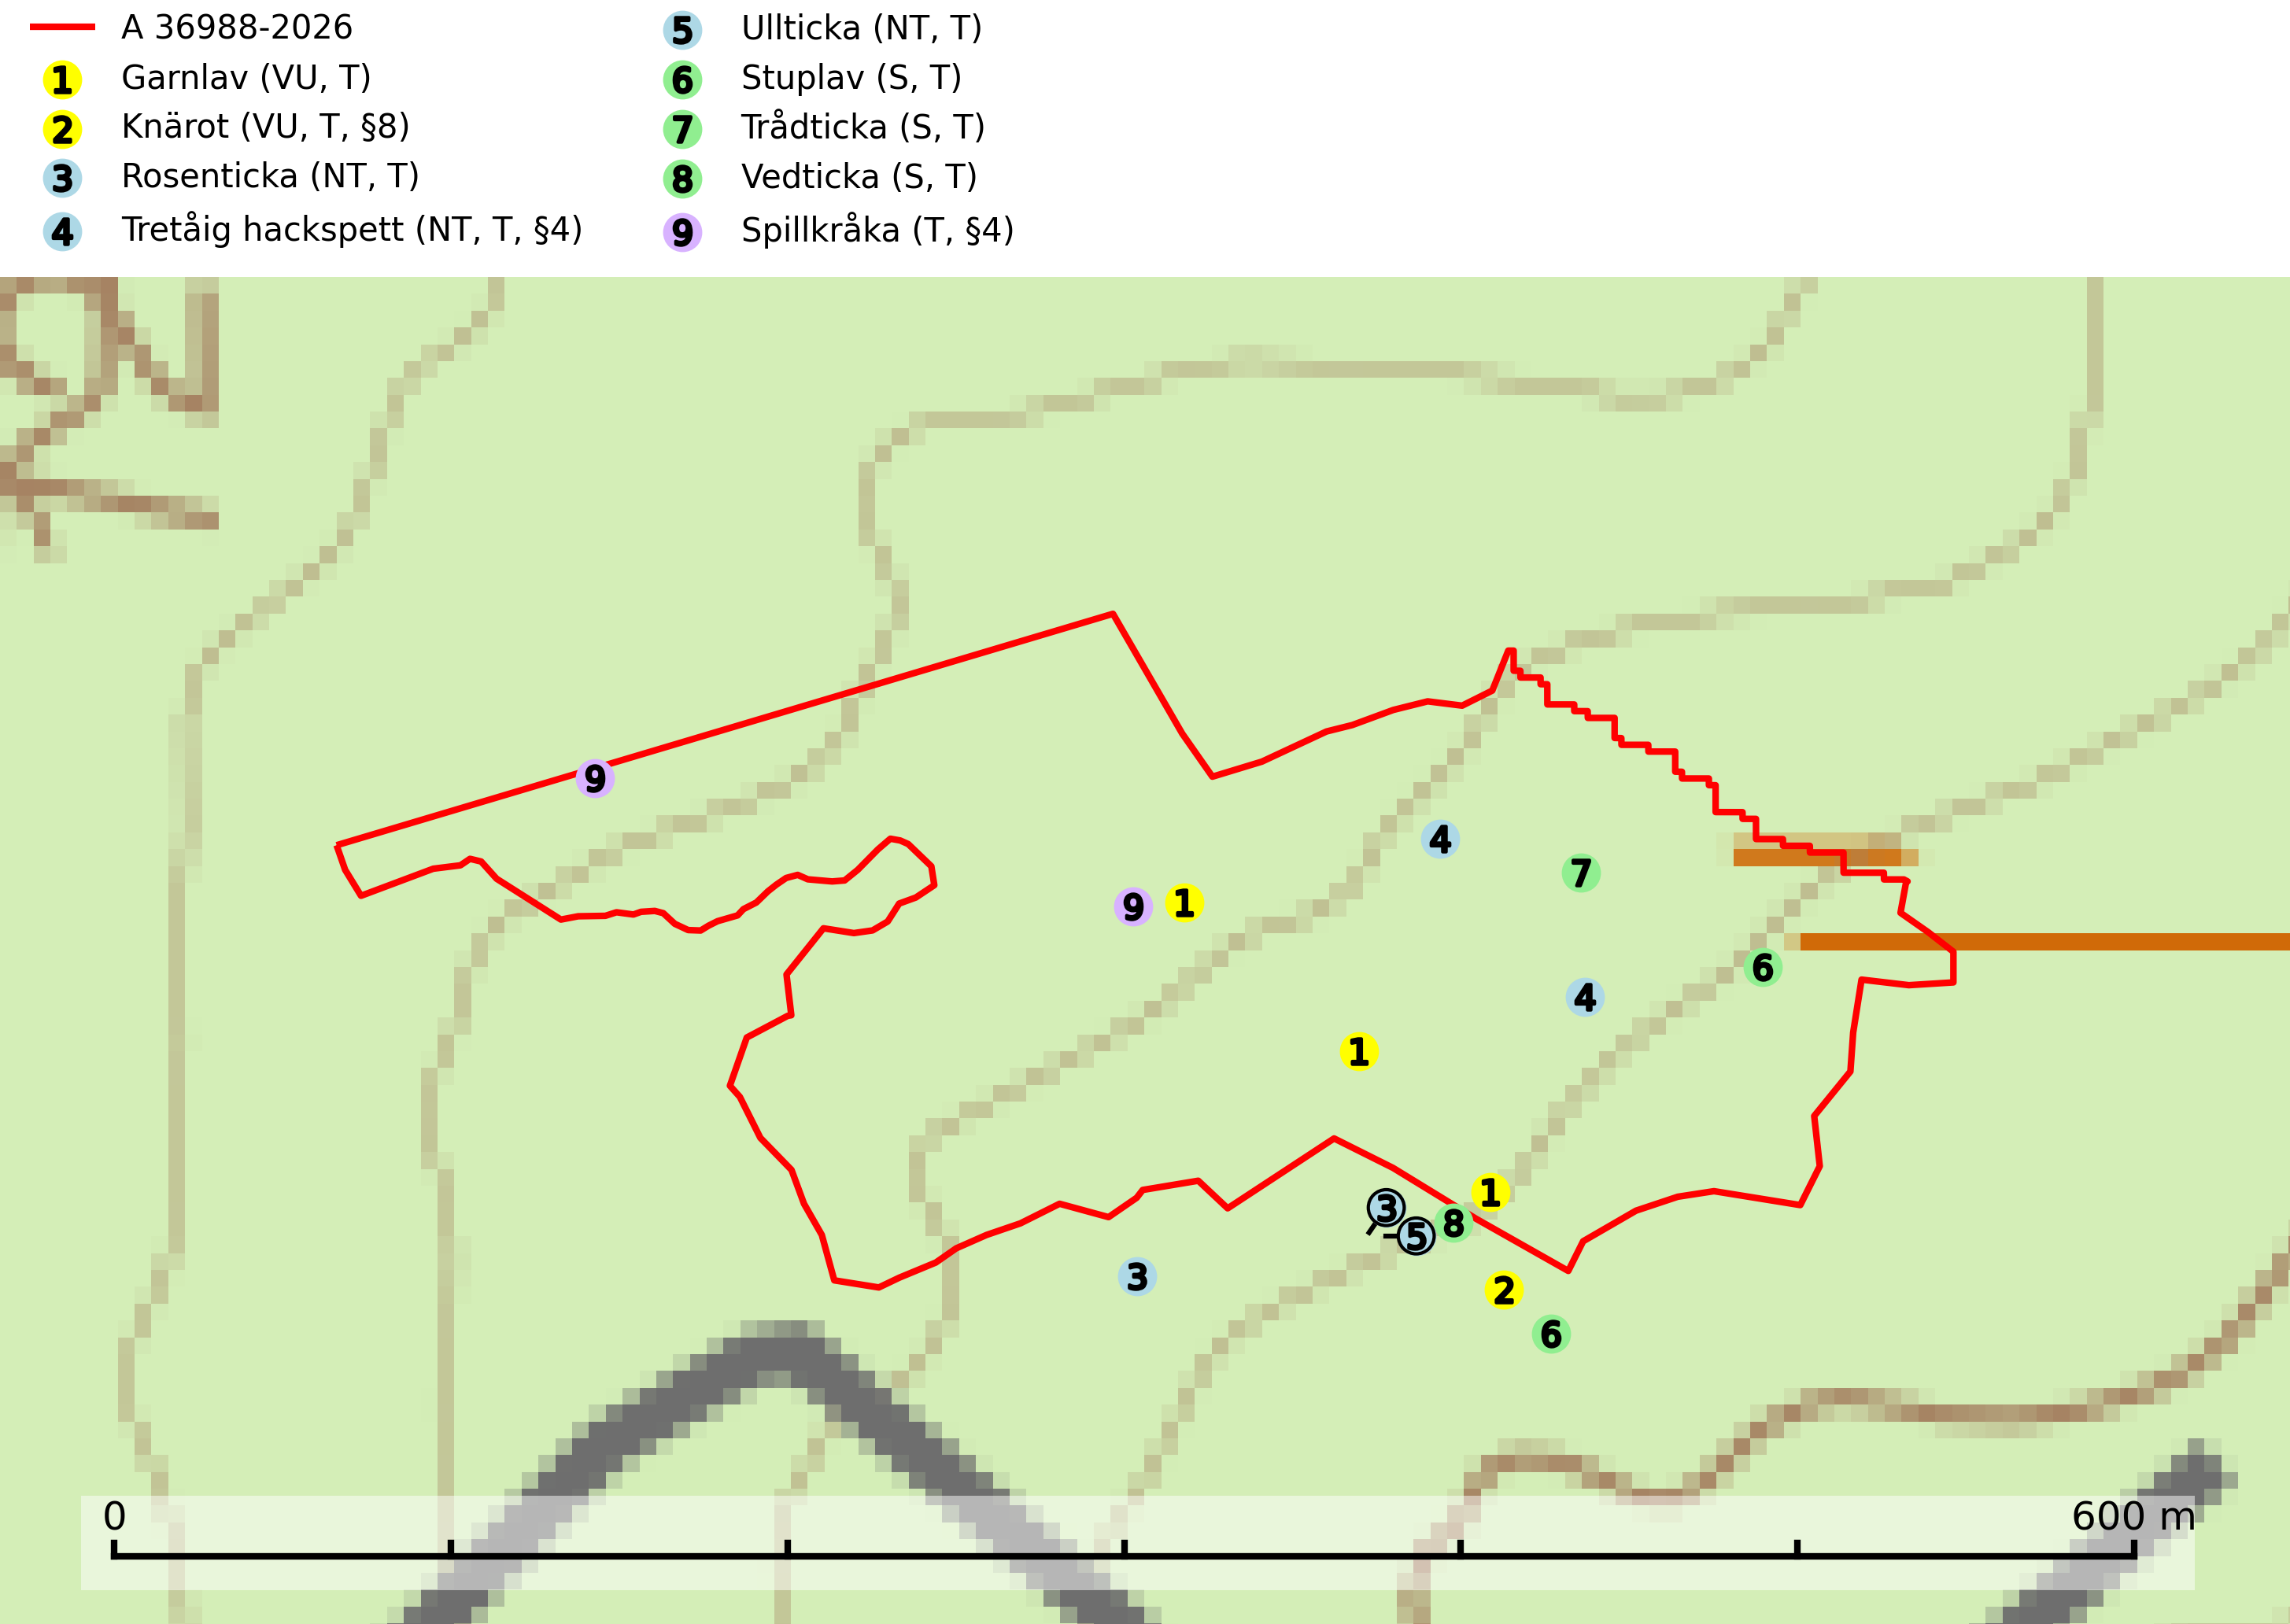 A 36988-2026
1 Garnlav (VU, T)
2 Knärot (VU, T, §8)
3 Rosenticka (NT, T)
4 Tretåig hackspett (NT, T, §4)
5 Ullticka (NT, T)
6 Stuplav (S, T)
7 Trådticka (S, T)
8 Vedticka (S, T)
9 Spillkråka (T, §4)
9
4
7
9 1
6
4
1
1
3
8
5
3
2
6
0 600 m